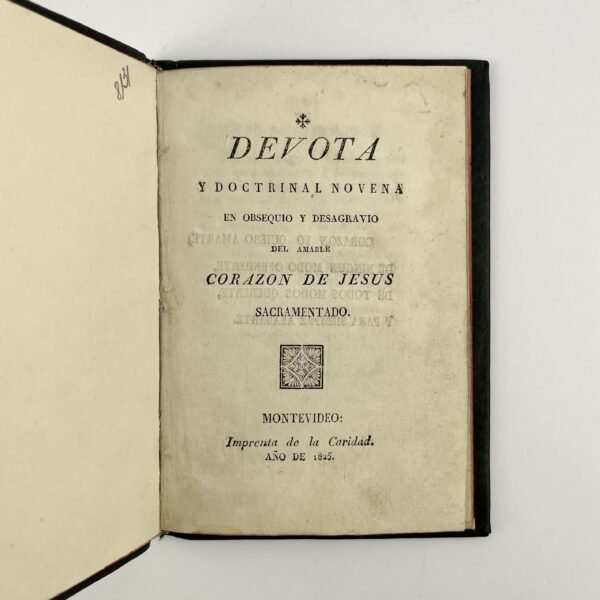 DEVOTA
Y DOCTRINAL NOVENA
EN OBSEQUIO Y DESAGRAVIO
DEL AMABLE
CORAZON DE JESUS
SACRAMENTADO.
MONTEVIDEO:
Imprenta de la Caridad.
AÑO DE 1825.